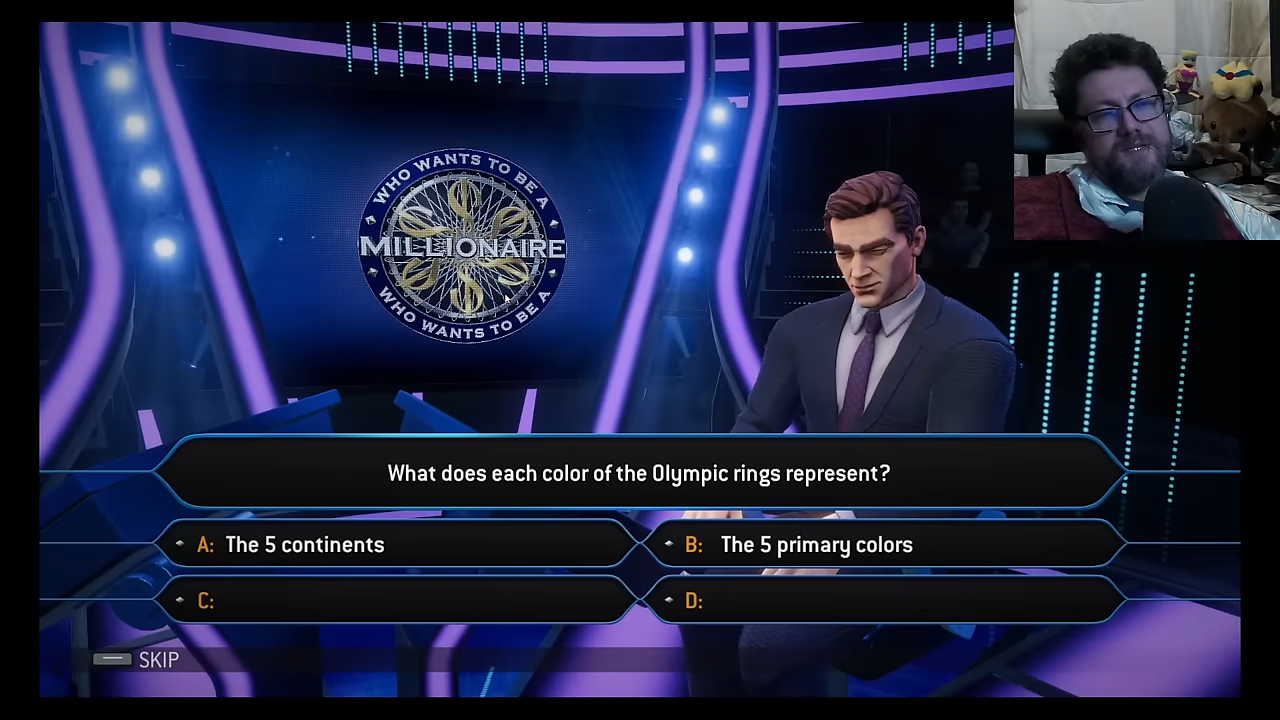 WHO WANTS TO BE A
MILLIONAIRE
WHO WANTS TO BE A
What does each color of the Olympic rings represent?
A: The 5 continents
B: The 5 primary colors
C:
D:
SKIP